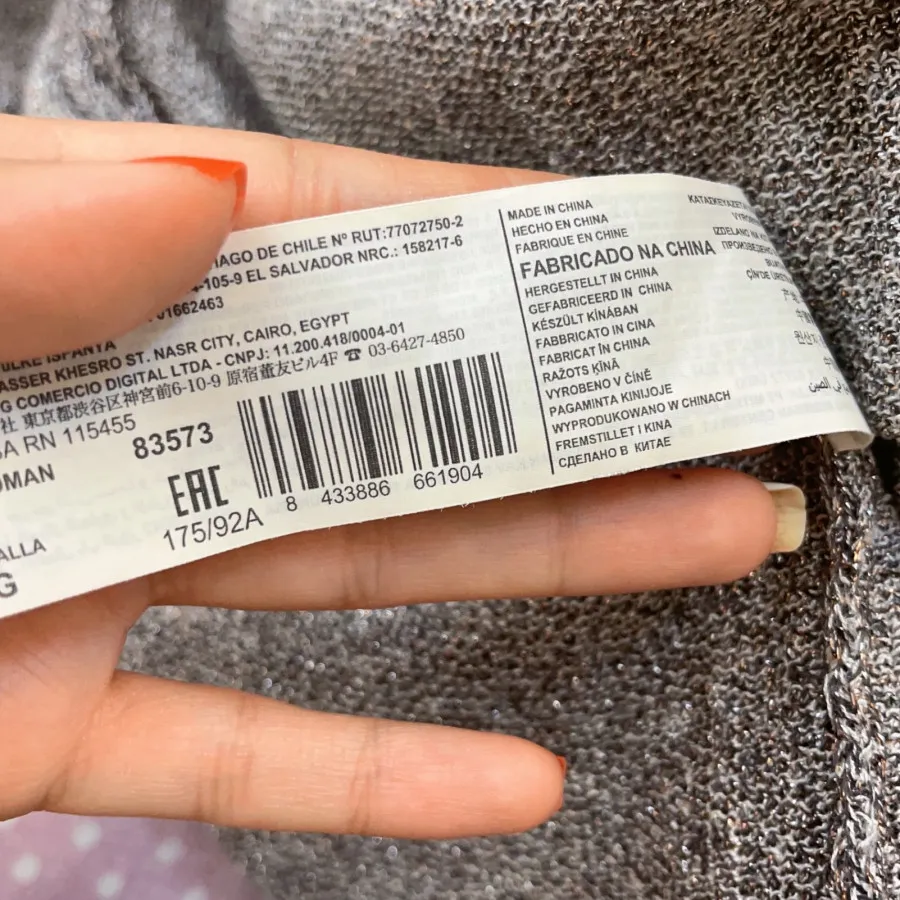 DE CHILE Nº RUT:77072750-2
-105-9 EL SALVADOR NRC.: 158217-6
01662463
ISPANYA
KHESRO ST. NASR CITY, CAIRO, EGYPT
COMERCIO DIGITAL LTDA - CNPJ: 11.200.418/0004-01
東京都渋谷区神宮前6-10-9 原宿董友ビル4F ☎ 03-6427-4850
RN 115455
83573
EAC
175/92A
8 433886 661904
G
MADE IN CHINA
HECHO EN CHINA
FABRIQUE EN CHINE
FABRICADO NA CHINA
HERGESTELLT IN CHINA
GEFABRICEERD IN CHINA
KÉSZÜLT KÍNÁBAN
FABBRICATO IN CINA
FABRICAT ÎN CHINA
RAŽOTS ĶĪNĀ
VYROBENO V ČÍNĚ
PAGAMINTA KINIJOJE
WYPRODUKOWANO W CHINACH
FREMSTILLET I KINA
СДЕЛАНО В КИТАЕ
IZDELANO NA